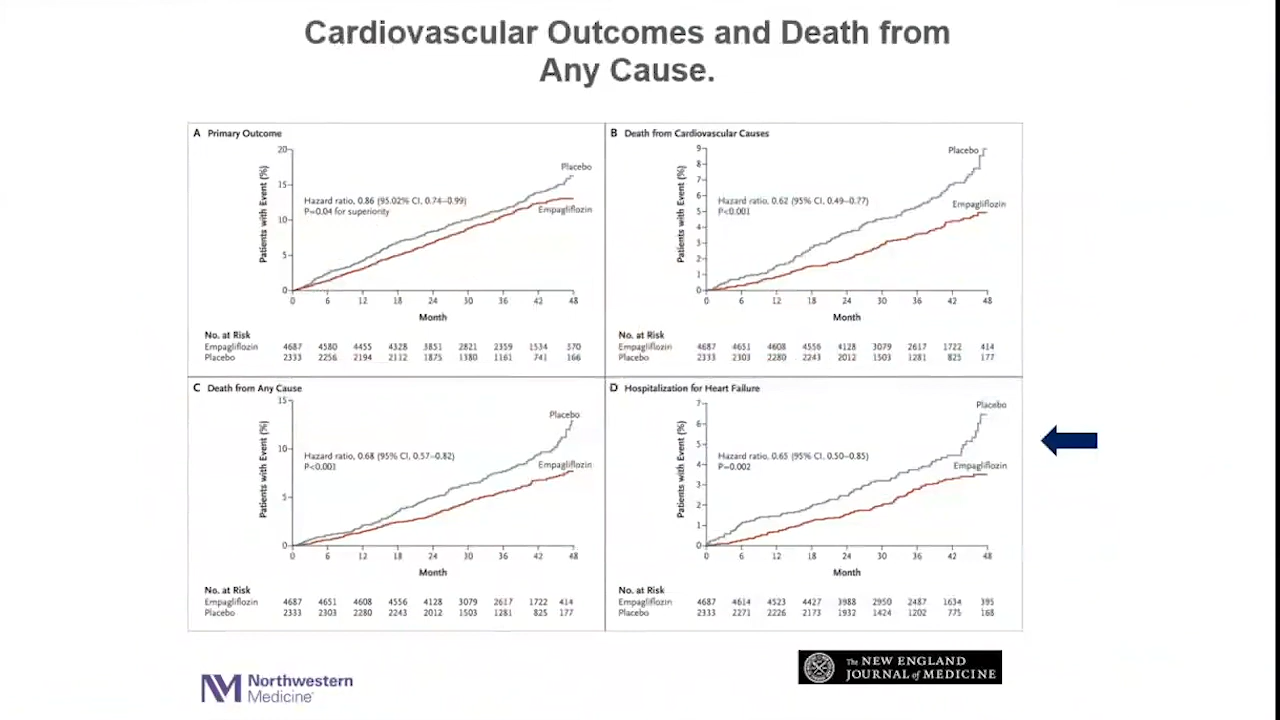 Cardiovascular Outcomes and Death from
Any Cause.
A Primary Outcome
20
15
10
5
0
Patients with Event (%)
Placebo
Hazard ratio, 0.86 (95.02% CI, 0.74–0.99)
P=0.04 for superiority
Empagliflozin
0 6 12 18 24 30 36 42 48
Month
No. at Risk
Empagliflozin 4687 4580 4455 4328 3851 2821 2359 1534 370
Placebo 2333 2256 2194 2112 1875 1380 1161 741 166
B Death from Cardiovascular Causes
9
8
7
6
5
4
3
2
1
0
Patients with Event (%)
Placebo
Hazard ratio, 0.62 (95% CI, 0.49–0.77)
P<0.001
Empagliflozin
0 6 12 18 24 30 36 42 48
Month
No. at Risk
Empagliflozin 4687 4651 4608 4556 4128 3079 2617 1722 414
Placebo 2333 2303 2280 2243 2012 1503 1281 825 177
C Death from Any Cause
15
10
5
0
Patients with Event (%)
Placebo
Hazard ratio, 0.68 (95% CI, 0.57–0.82)
P<0.001
Empagliflozin
0 6 12 18 24 30 36 42 48
Month
No. at Risk
Empagliflozin 4687 4651 4608 4556 4128 3079 2617 1722 414
Placebo 2333 2303 2280 2243 2012 1503 1281 825 177
D Hospitalization for Heart Failure
7
6
5
4
3
2
1
0
Patients with Event (%)
Placebo
Hazard ratio, 0.65 (95% CI, 0.50–0.85)
P=0.002
Empagliflozin
0 6 12 18 24 30 36 42 48
Month
No. at Risk
Empagliflozin 4687 4614 4523 4427 3988 2950 2487 1634 395
Placebo 2333 2271 2226 2173 1932 1424 1202 775 168
NM Northwestern
Medicine
The NEW ENGLAND
JOURNAL of MEDICINE